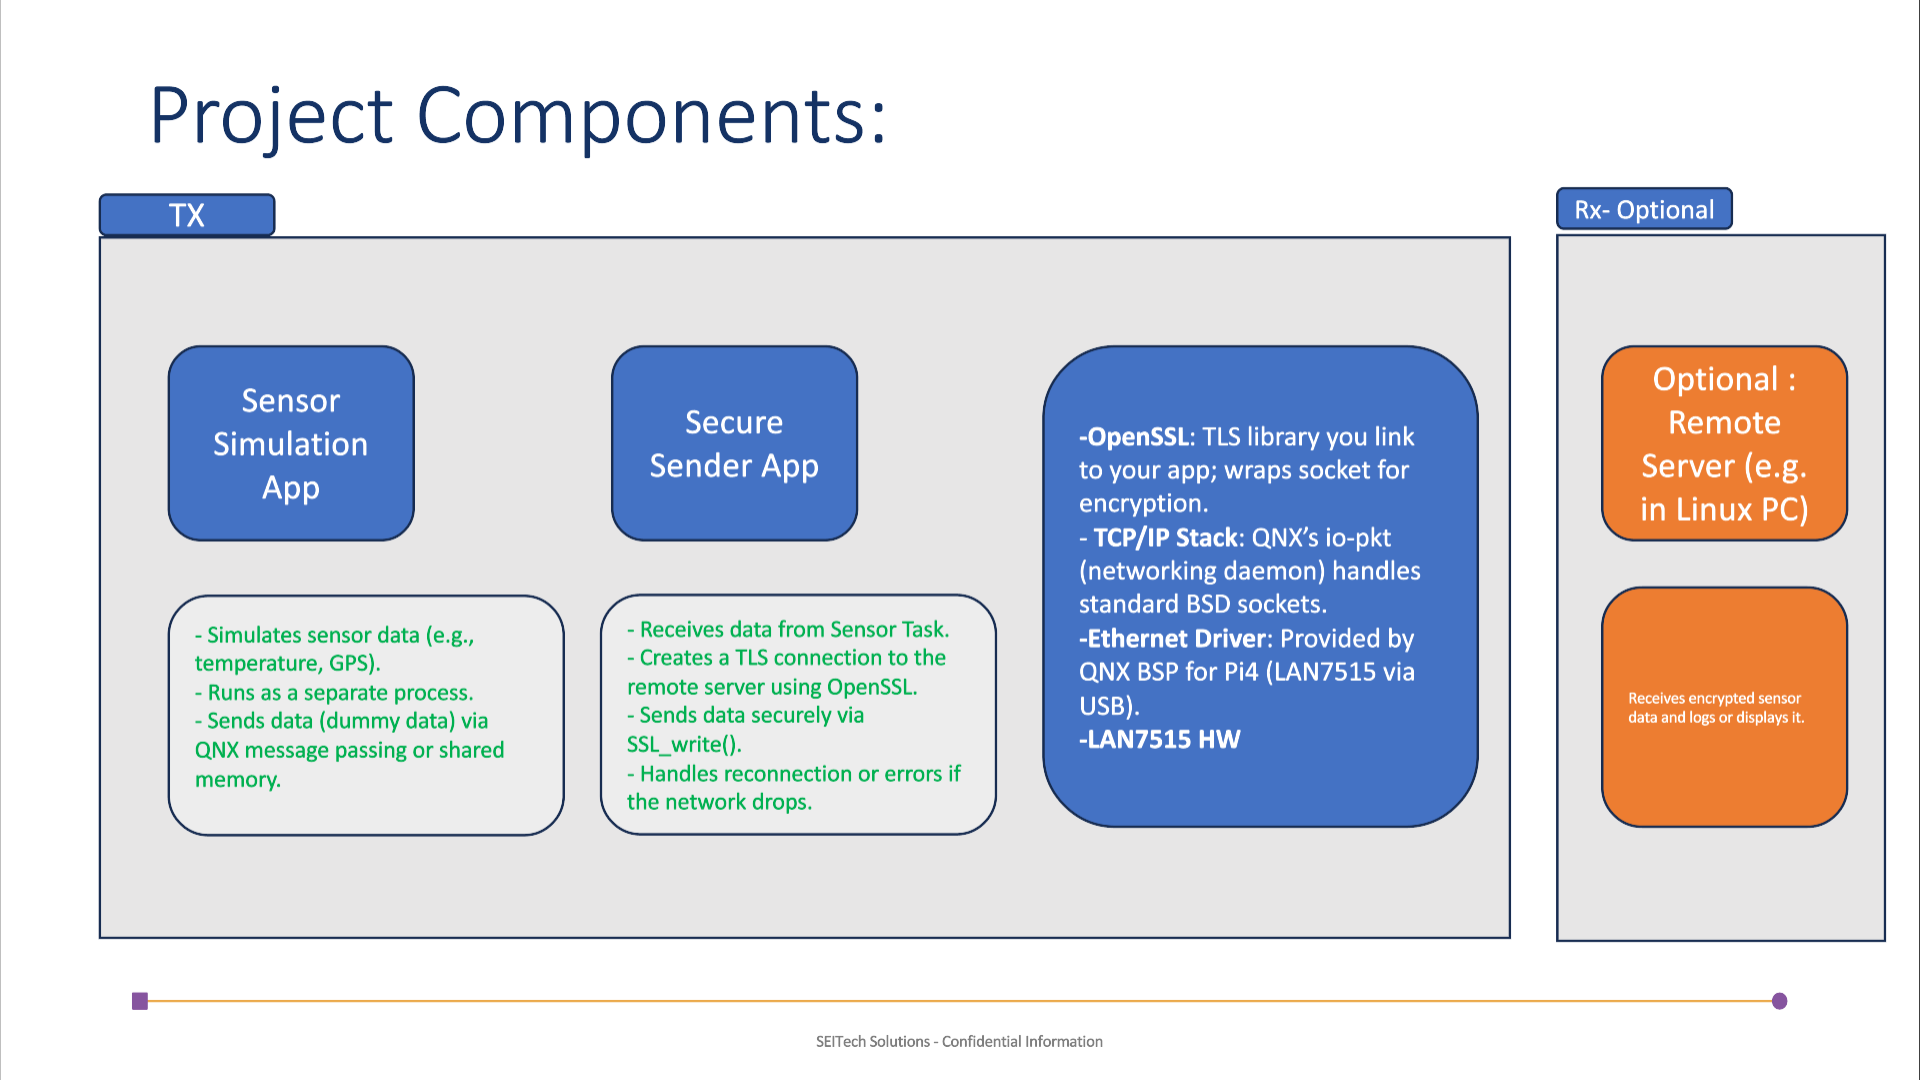 Project Components:
TX
Rx- Optional
Sensor
Simulation
App
Secure
Sender App
-OpenSSL: TLS library you link
to your app; wraps socket for
encryption.
- TCP/IP Stack: QNX’s io-pkt
(networking daemon) handles
standard BSD sockets.
-Ethernet Driver: Provided by
QNX BSP for Pi4 (LAN7515 via
USB).
-LAN7515 HW
Optional :
Remote
Server (e.g.
in Linux PC)
- Simulates sensor data (e.g.,
temperature, GPS).
- Runs as a separate process.
- Sends data (dummy data) via
QNX message passing or shared
memory.
- Receives data from Sensor Task.
- Creates a TLS connection to the
remote server using OpenSSL.
- Sends data securely via
SSL_write().
- Handles reconnection or errors if
the network drops.
Receives encrypted sensor
data and logs or displays it.
SEITech Solutions - Confidential Information